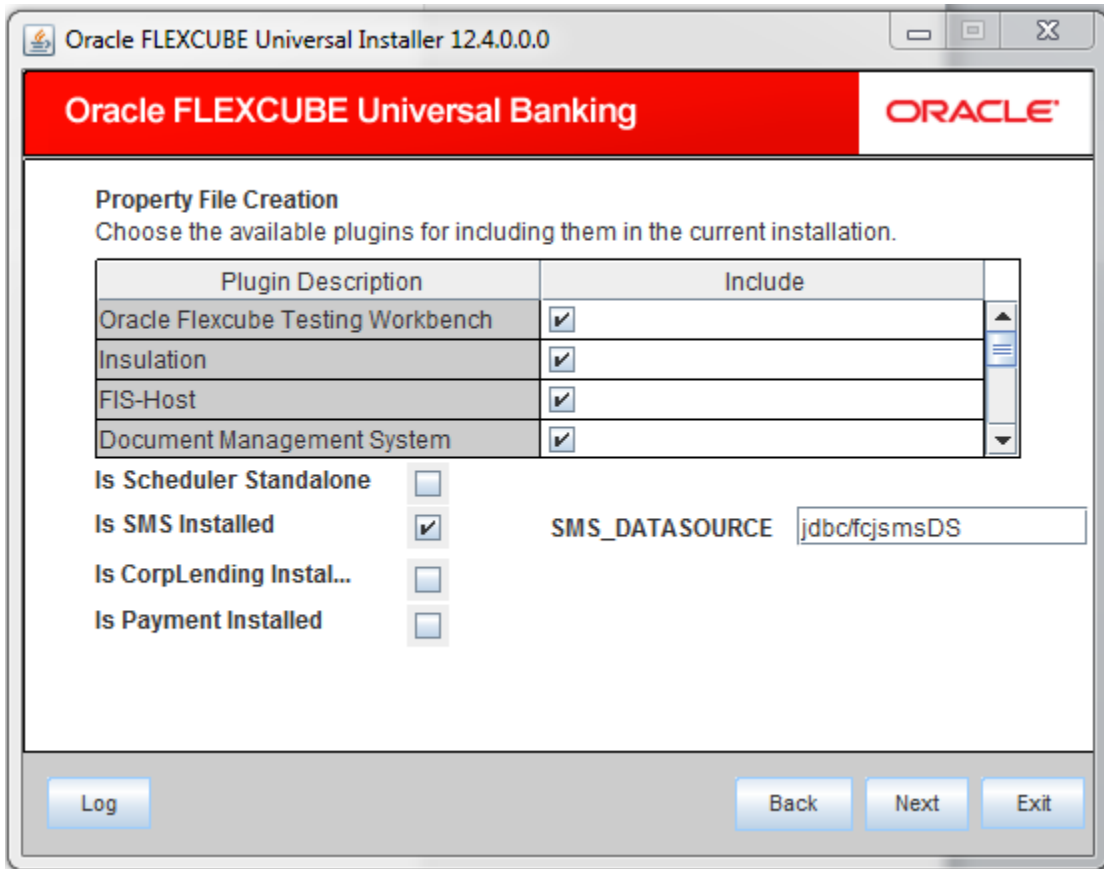 Oracle FLEXCUBE Universal Installer 12.4.0.0.0
Oracle FLEXCUBE Universal Banking
ORACLE
Property File Creation
Choose the available plugins for including them in the current installation.
Plugin Description Include
Oracle Flexcube Testing Workbench
Insulation
FIS-Host
Document Management System
Is Scheduler Standalone
Is SMS Installed SMS_DATASOURCE jdbc/fcjsmsDS
Is CorpLending Instal...
Is Payment Installed
Log Back Next Exit